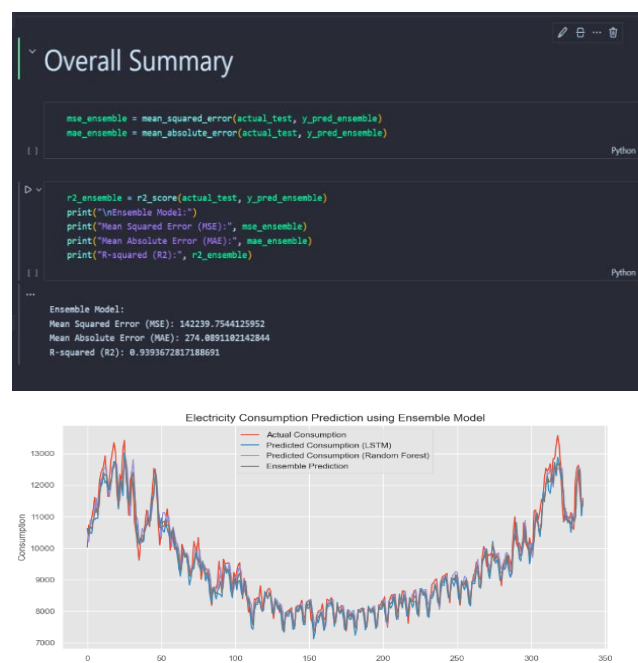 Overall Summary
mse_ensemble = mean_squared_error(actual_test, y_pred_ensemble)
mae_ensemble = mean_absolute_error(actual_test, y_pred_ensemble)
[ ]
Python
r2_ensemble = r2_score(actual_test, y_pred_ensemble)
print("\nEnsemble Model:")
print("Mean Squared Error (MSE):", mse_ensemble)
print("Mean Absolute Error (MAE):", mae_ensemble)
print("R-squared (R2):", r2_ensemble)
[ ]
Python
...
Ensemble Model:
Mean Squared Error (MSE): 142239.7544125952
Mean Absolute Error (MAE): 274.0891102142844
R-squared (R2): 0.9393672817188691
Electricity Consumption Prediction using Ensemble Model
Actual Consumption
Predicted Consumption (LSTM)
Predicted Consumption (Random Forest)
Ensemble Prediction
Consumption
13000
12000
11000
10000
9000
8000
7000
0 50 100 150 200 250 300 350